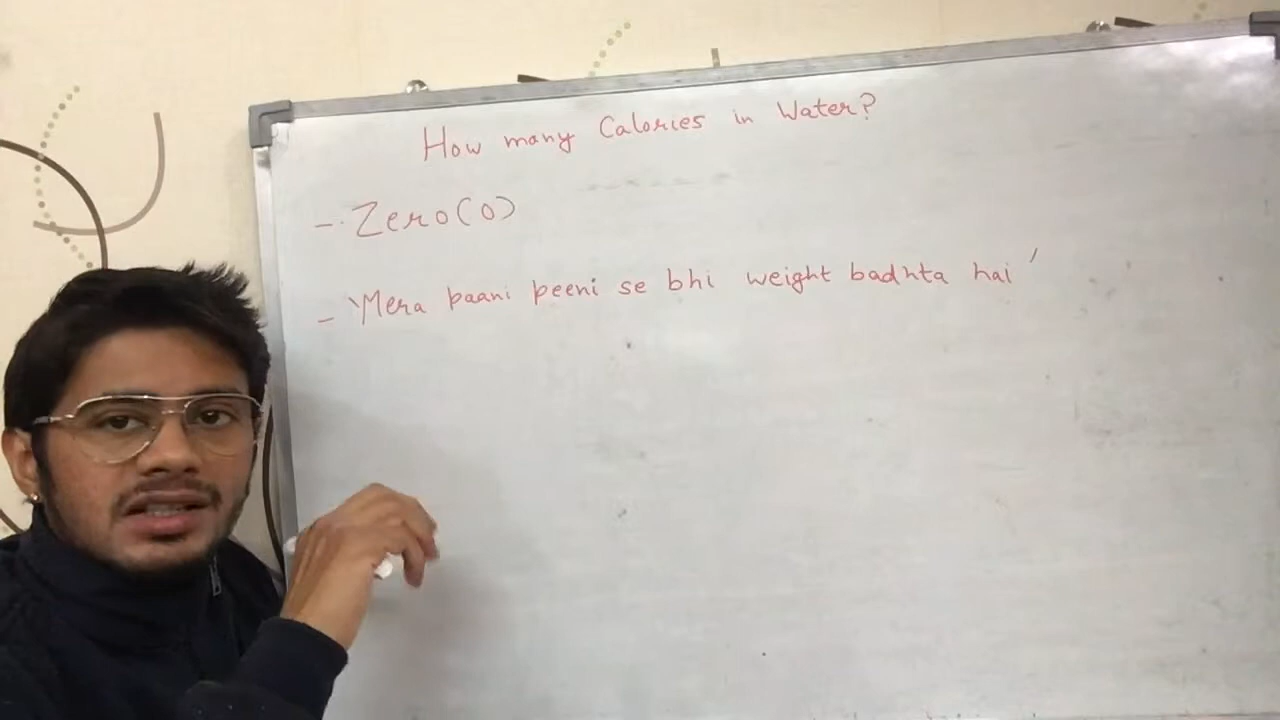 How many Calories in Water?
- Zero(0)
- 'Mera paani peeni se bhi weight badhta hai'